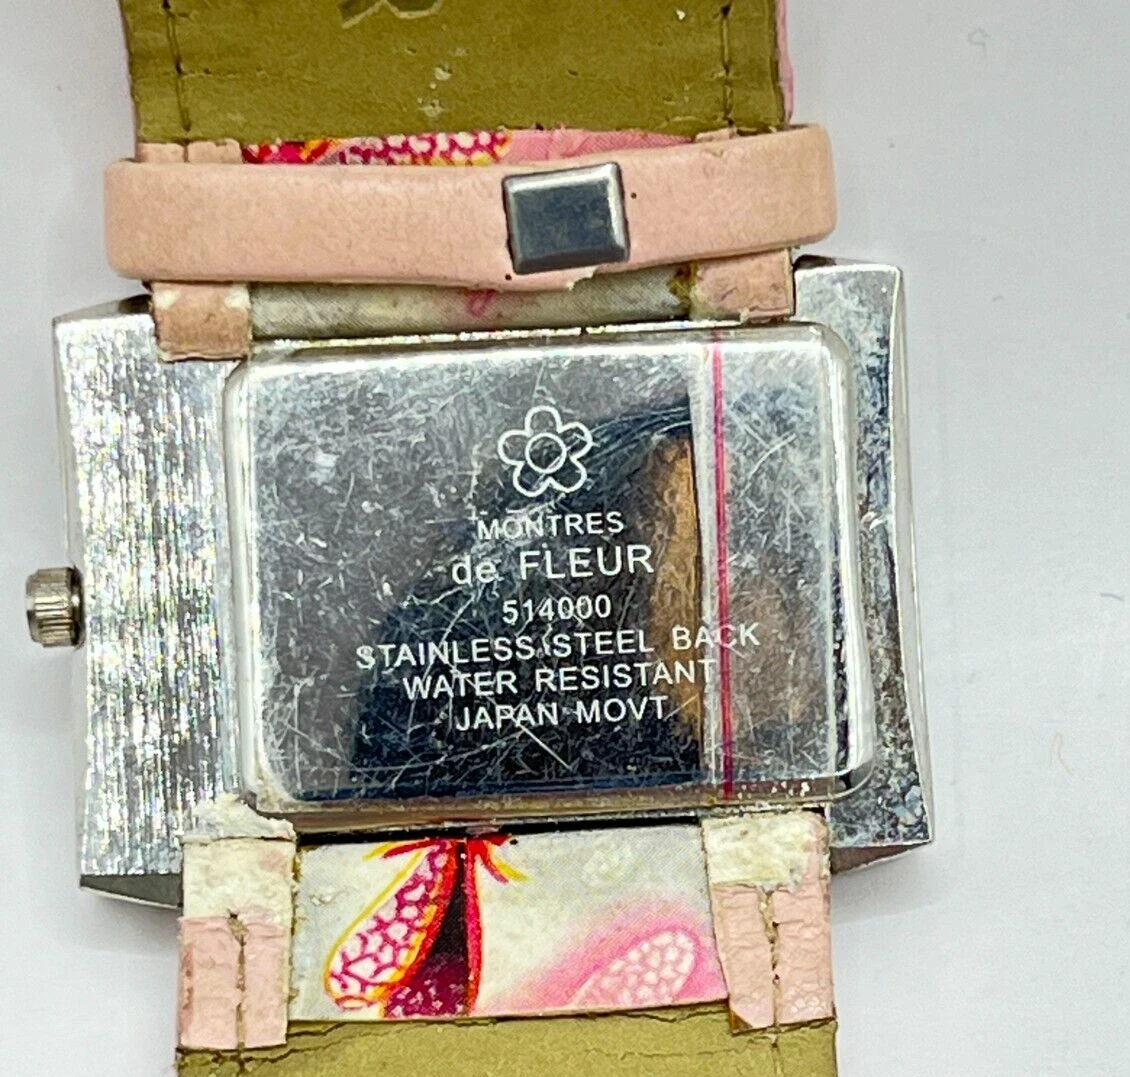 MONTRES
de FLEUR
514000
STAINLESS STEEL BACK
WATER RESISTANT
JAPAN MOVT